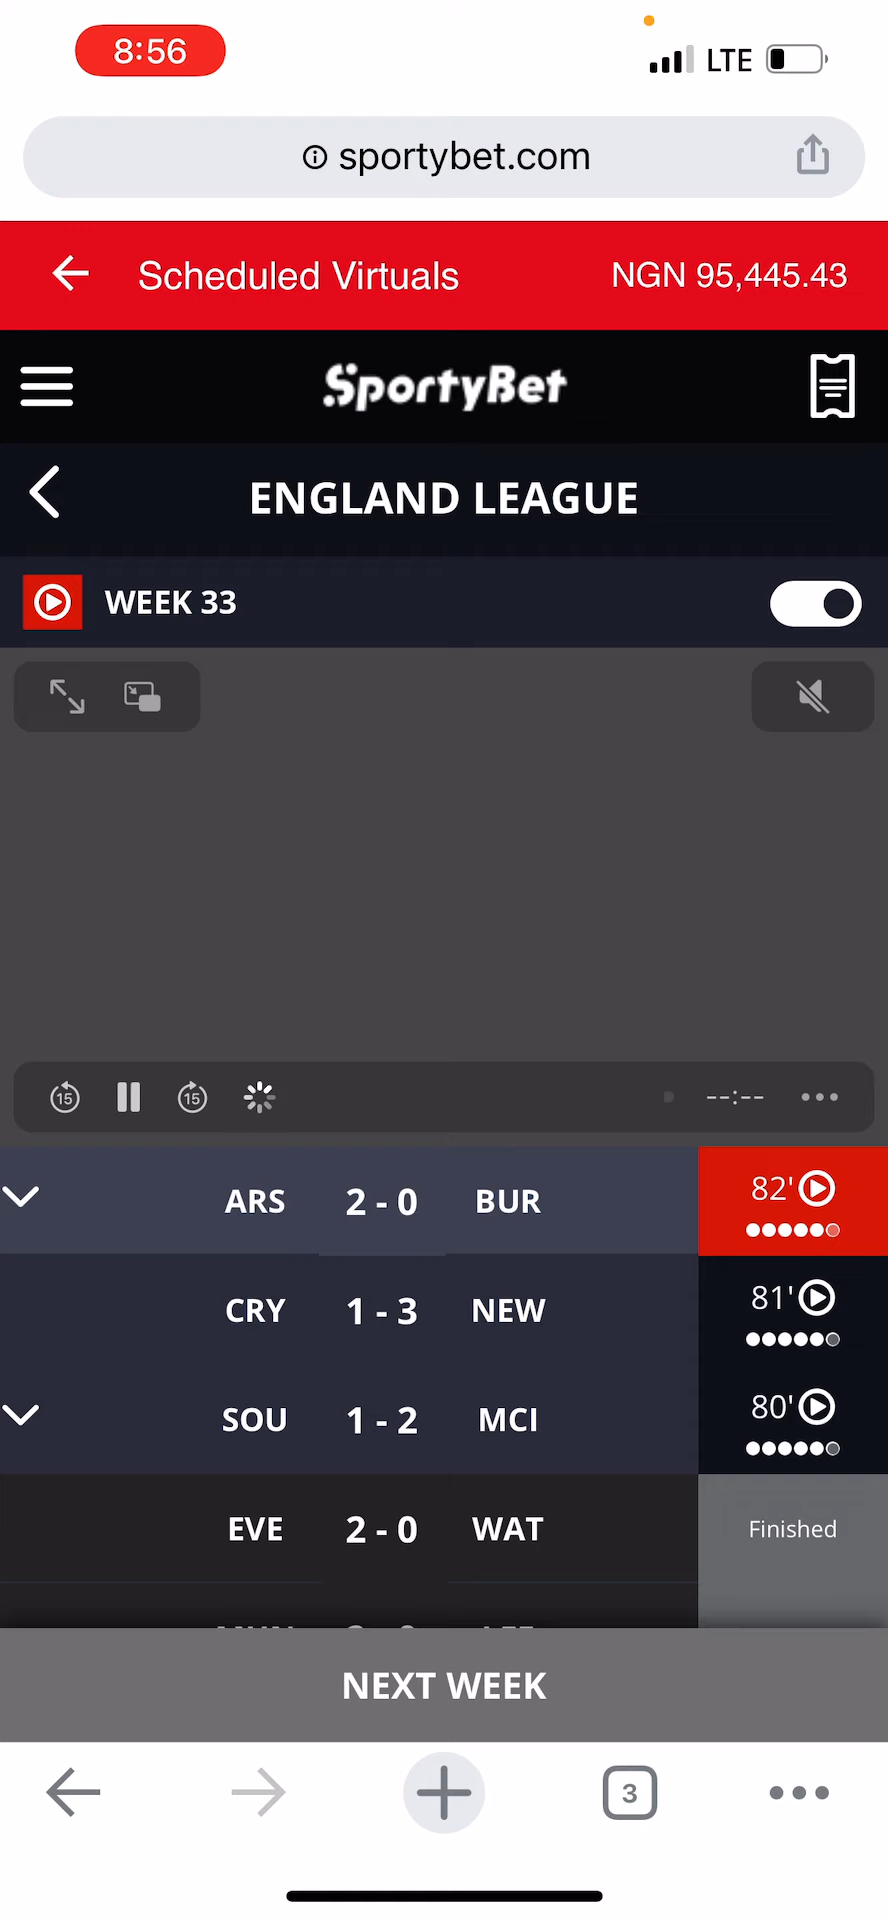 8:56
LTE
sportybet.com
Scheduled Virtuals
NGN 95,445.43
SportyBet
ENGLAND LEAGUE
WEEK 33
15
15
--:--
ARS 2 - 0 BUR 82'
CRY 1 - 3 NEW 81'
SOU 1 - 2 MCI 80'
EVE 2 - 0 WAT Finished
NEXT WEEK
3